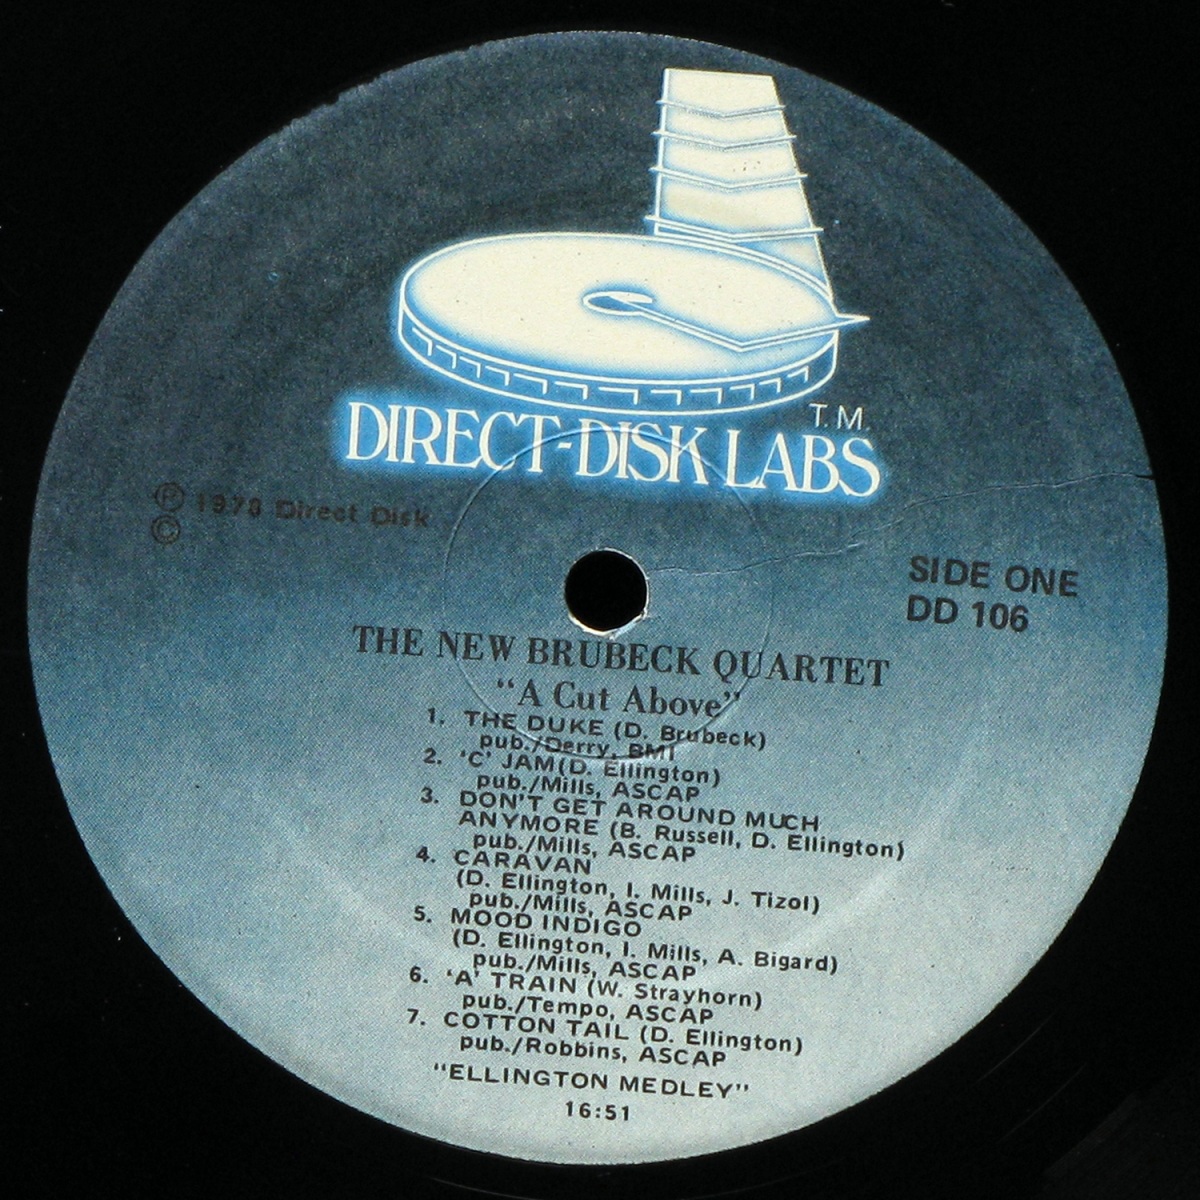 T.M.
DIRECT-DISK LABS
Ⓟ 1978 Direct Disk
©
SIDE ONE
DD 106
THE NEW BRUBECK QUARTET
"A Cut Above"
1. THE DUKE (D. Brubeck)
pub./Derry, BMI
2. 'C' JAM(D. Ellington)
pub./Mills, ASCAP
3. DON'T GET AROUND MUCH
ANYMORE (B. Russell, D. Ellington)
pub./Mills, ASCAP
4. CARAVAN
(D. Ellington, I. Mills, J. Tizol)
pub./Mills, ASCAP
5. MOOD INDIGO
(D. Ellington, I. Mills, A. Bigard)
pub./Mills, ASCAP
6. 'A' TRAIN (W. Strayhorn)
pub./Tempo, ASCAP
7. COTTON TAIL (D. Ellington)
pub./Robbins, ASCAP
"ELLINGTON MEDLEY"
16:51